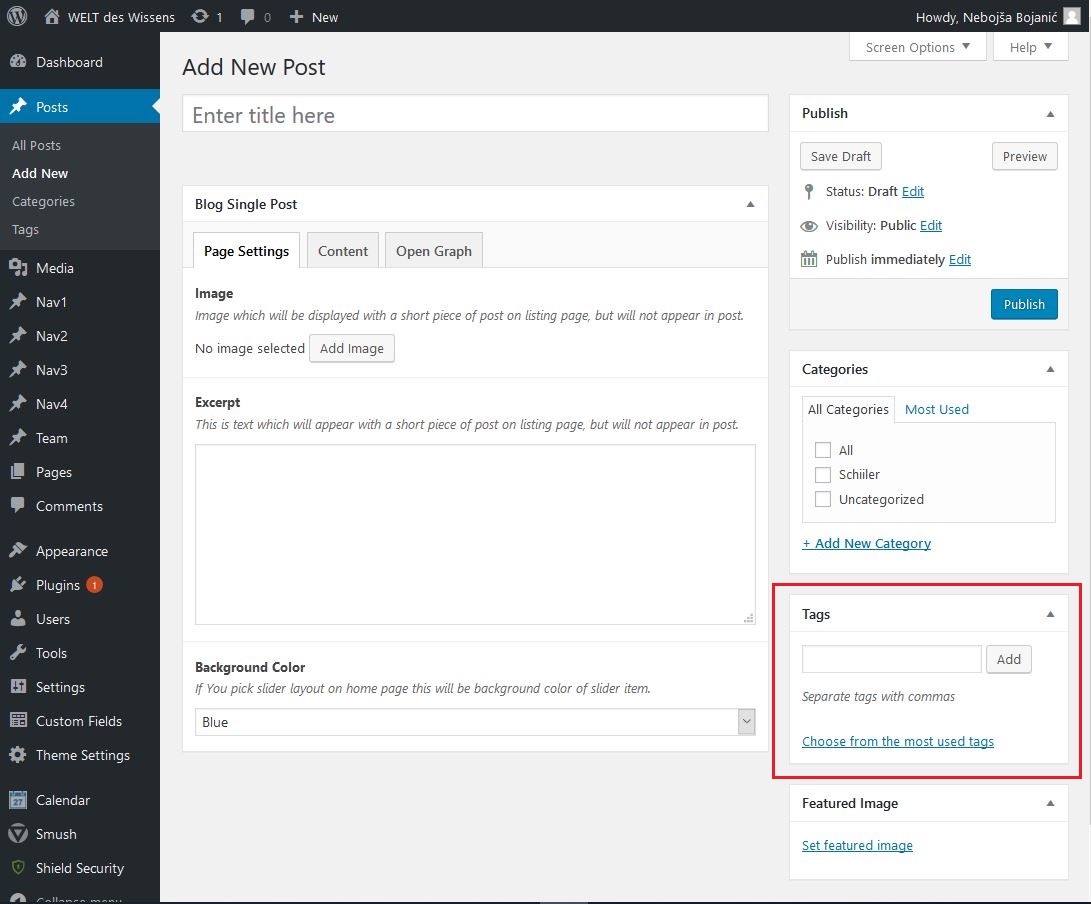 WELT des Wissens 1 0 New Howdy, Nebojša Bojanić
Screen Options Help
Dashboard
Posts
All Posts
Add New
Categories
Tags
Media
Nav1
Nav2
Nav3
Nav4
Team
Pages
Comments
Appearance
Plugins 1
Users
Tools
Settings
Custom Fields
Theme Settings
27 Calendar
Smush
Shield Security
Collapse menu
Add New Post
Enter title here
Blog Single Post
Page Settings Content Open Graph
Image
Image which will be displayed with a short piece of post on listing page, but will not appear in post.
No image selected Add Image
Excerpt
This is text which will appear with a short piece of post on listing page, but will not appear in post.
Background Color
If You pick slider layout on home page this will be background color of slider item.
Blue
Publish
Save Draft Preview
Status: Draft Edit
Visibility: Public Edit
Publish immediately Edit
Publish
Categories
All Categories Most Used
All
Schiiler
Uncategorized
+ Add New Category
Tags
Add
Separate tags with commas
Choose from the most used tags
Featured Image
Set featured image